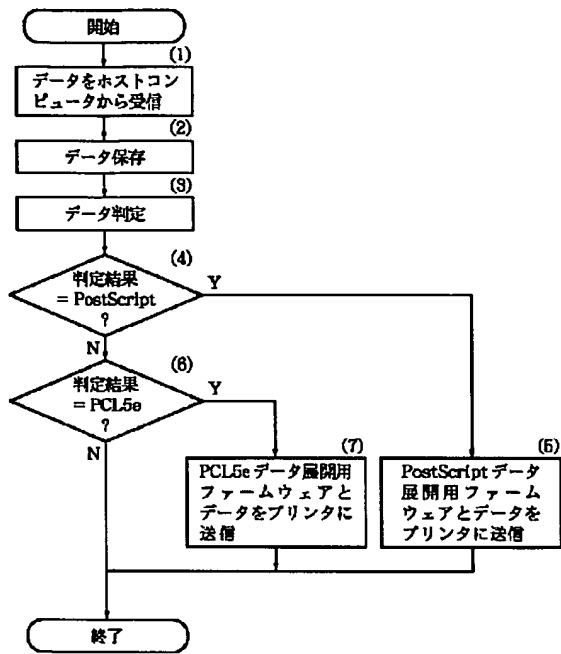 開始
(1)
データをホストコン
ピュータから受信
(2)
データ保存
(3)
データ判定
(4)
判定結果
= PostScript
?
Y
N
(6)
判定結果
= PCL5e
?
Y
N
(7)
PCL5eデータ展開用
ファームウェアと
データをプリンタに
送信
(5)
PostScriptデータ
展開用ファーム
ウェアとデータを
プリンタに送信
終了